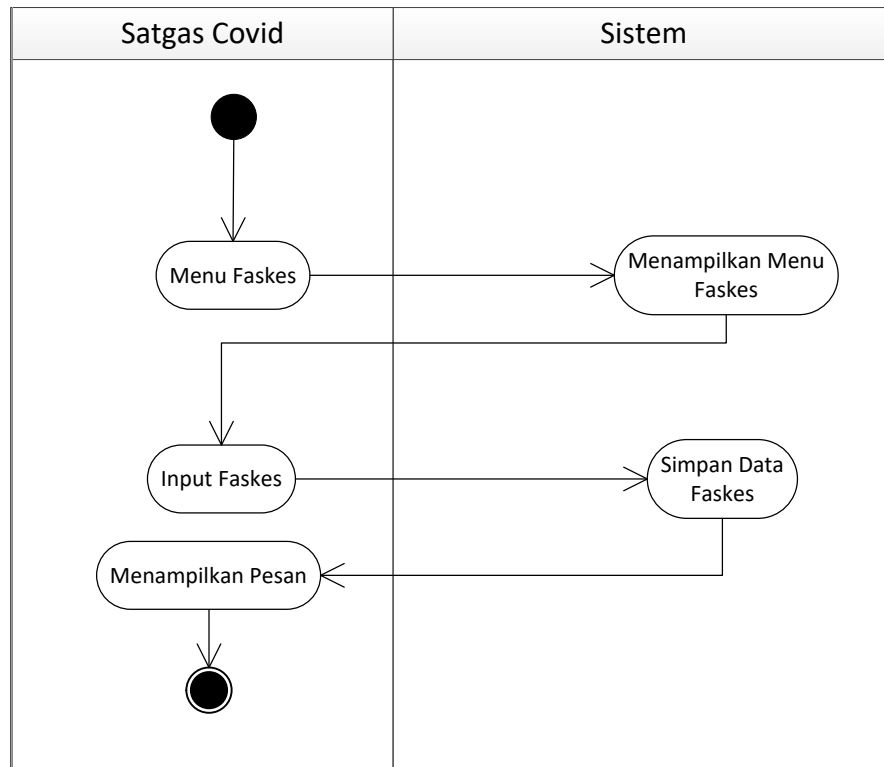 Satgas Covid
Sistem
Menu Faskes
Menampilkan Menu
Faskes
Input Faskes
Simpan Data
Faskes
Menampilkan Pesan